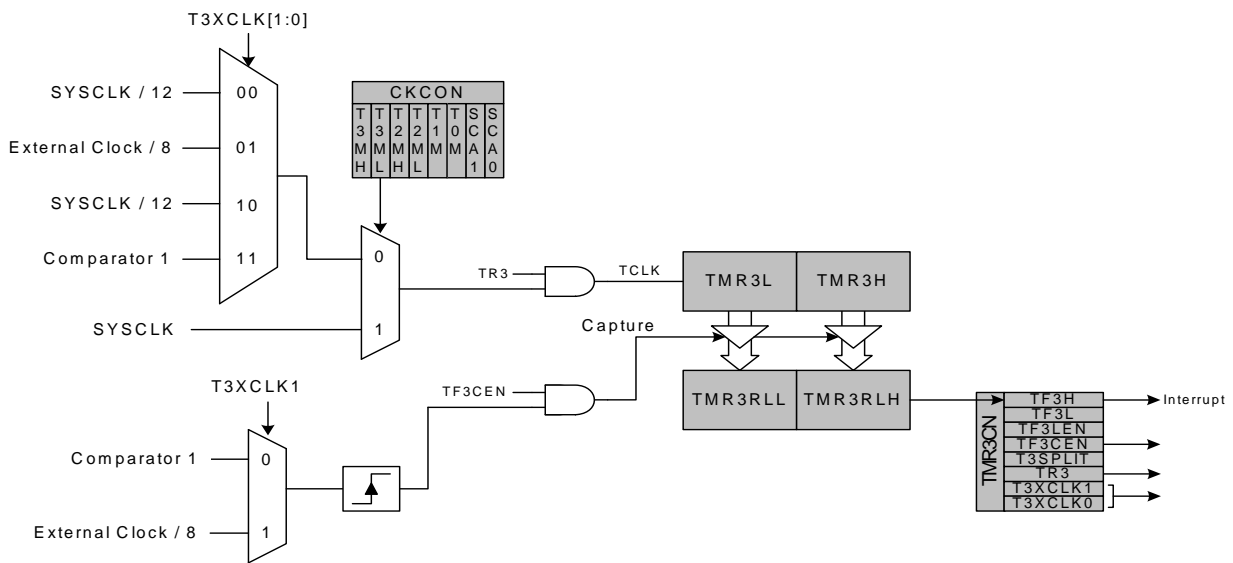 T3XCLK[1:0]
SYSCLK / 12
00
External Clock / 8
01
SYSCLK / 12
10
Comparator 1
11
CKCON
T3MH
T3ML
T2MH
T2ML
T1M
T0M
SCA1
SCA0
0
SYSCLK
1
TR3
TCLK
TMR3L
TMR3H
Capture
T3XCLK1
TF3CEN
TMR3RLL
TMR3RLH
Comparator 1
0
External Clock / 8
1
TMR3CN
TF3H
Interrupt
TF3L
TF3LEN
TF3CEN
T3SPLIT
TR3
T3XCLK1
T3XCLK0